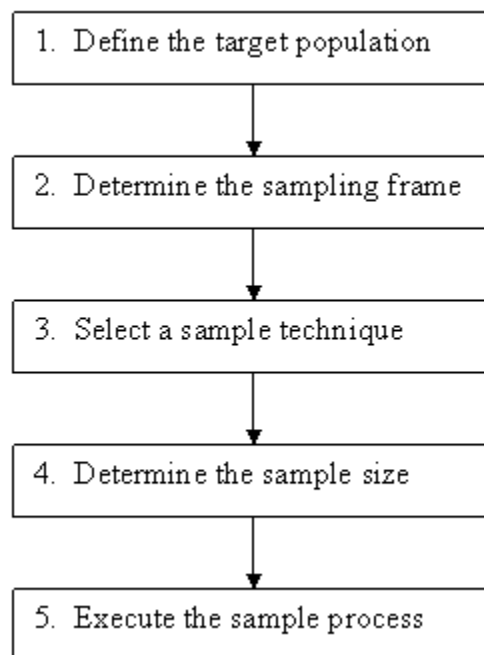 1. Define the target population
2. Determine the sampling frame
3. Select a sample technique
4. Determine the sample size
5. Execute the sample process